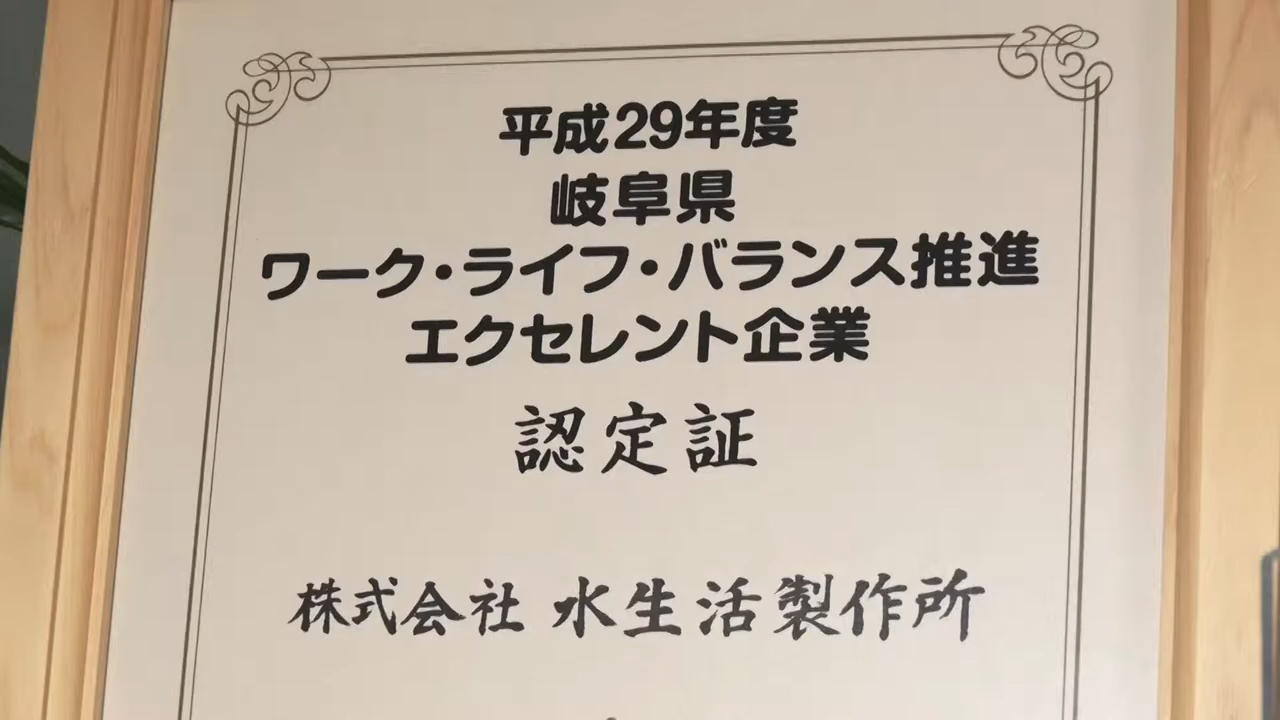 平成29年度
岐阜県
ワーク・ライフ・バランス推進
エクセレント企業
認定証
株式会社 水生活製作所